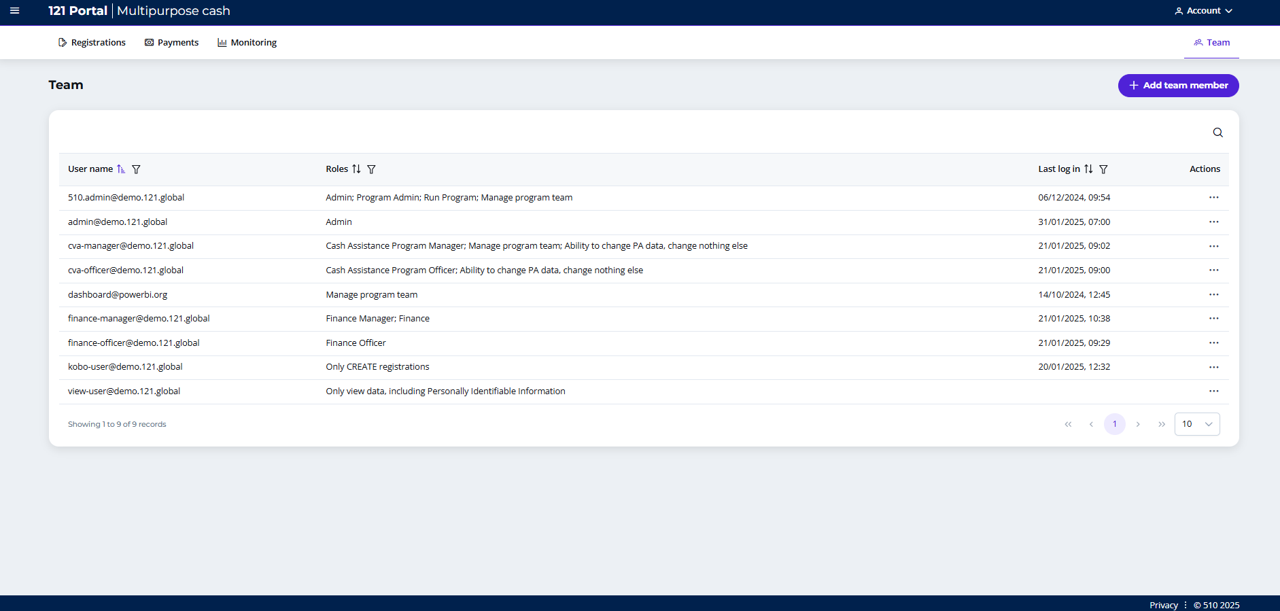 121 Portal | Multipurpose cash
Account
Registrations Payments Monitoring Team
Team
+ Add team member
User name Roles Last log in Actions
510.admin@demo.121.global Admin; Program Admin; Run Program; Manage program team 06/12/2024, 09:54 ...
admin@demo.121.global Admin 31/01/2025, 07:00 ...
cva-manager@demo.121.global Cash Assistance Program Manager; Manage program team; Ability to change PA data, change nothing else 21/01/2025, 09:02 ...
cva-officer@demo.121.global Cash Assistance Program Officer; Ability to change PA data, change nothing else 21/01/2025, 09:00 ...
dashboard@powerbi.org Manage program team 14/10/2024, 12:45 ...
finance-manager@demo.121.global Finance Manager; Finance 21/01/2025, 10:38 ...
finance-officer@demo.121.global Finance Officer 21/01/2025, 09:29 ...
kobo-user@demo.121.global Only CREATE registrations 20/01/2025, 12:32 ...
view-user@demo.121.global Only view data, including Personally Identifiable Information ...
Showing 1 to 9 of 9 records « ‹ 1 › » 10
Privacy ⋮ © 510 2025